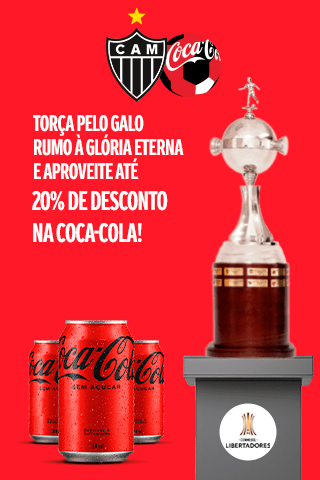 CAM
Coca-Cola
TORÇA PELO GALO
RUMO À GLÓRIA ETERNA
E APROVEITE ATÉ
20% DE DESCONTO
NA COCA-COLA!
Coca-Cola
SEM AÇÚCAR
CONMEBOL
LIBERTADORES